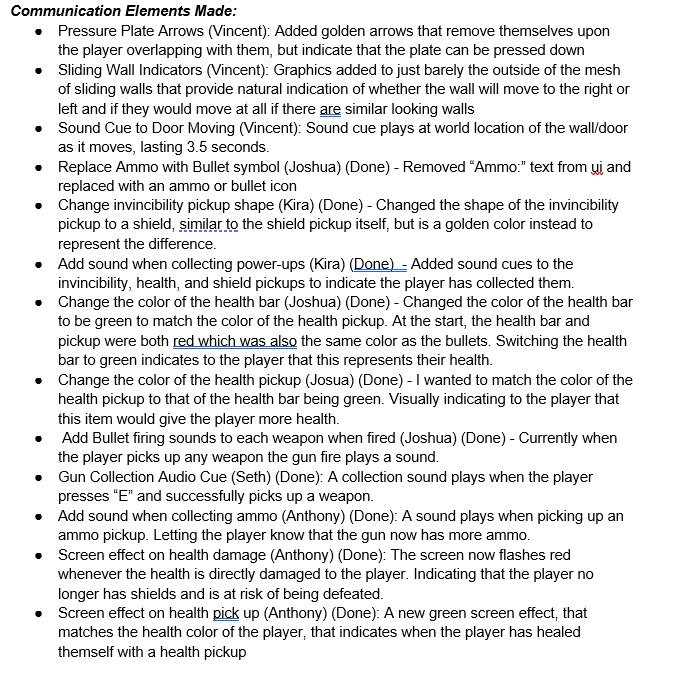 Communication Elements Made:
● Pressure Plate Arrows (Vincent): Added golden arrows that remove themselves upon
the player overlapping with them, but indicate that the plate can be pressed down
● Sliding Wall Indicators (Vincent): Graphics added to just barely the outside of the mesh
of sliding walls that provide natural indication of whether the wall will move to the right or
left and if they would move at all if there are similar looking walls
● Sound Cue to Door Moving (Vincent): Sound cue plays at world location of the wall/door
as it moves, lasting 3.5 seconds.
● Replace Ammo with Bullet symbol (Joshua) (Done) - Removed “Ammo:” text from ui and
replaced with an ammo or bullet icon
● Change invincibility pickup shape (Kira) (Done) - Changed the shape of the invincibility
pickup to a shield, similar to the shield pickup itself, but is a golden color instead to
represent the difference.
● Add sound when collecting power-ups (Kira) (Done) - Added sound cues to the
invincibility, health, and shield pickups to indicate the player has collected them.
● Change the color of the health bar (Joshua) (Done) - Changed the color of the health bar
to be green to match the color of the health pickup. At the start, the health bar and
pickup were both red which was also the same color as the bullets. Switching the health
bar to green indicates to the player that this represents their health.
● Change the color of the health pickup (Josua) (Done) - I wanted to match the color of the
health pickup to that of the health bar being green. Visually indicating to the player that
this item would give the player more health.
● Add Bullet firing sounds to each weapon when fired (Joshua) (Done) - Currently when
the player picks up any weapon the gun fire plays a sound.
● Gun Collection Audio Cue (Seth) (Done): A collection sound plays when the player
presses “E” and successfully picks up a weapon.
● Add sound when collecting ammo (Anthony) (Done): A sound plays when picking up an
ammo pickup. Letting the player know that the gun now has more ammo.
● Screen effect on health damage (Anthony) (Done): The screen now flashes red
whenever the health is directly damaged to the player. Indicating that the player no
longer has shields and is at risk of being defeated.
● Screen effect on health pick up (Anthony) (Done): A new green screen effect, that
matches the health color of the player, that indicates when the player has healed
themself with a health pickup